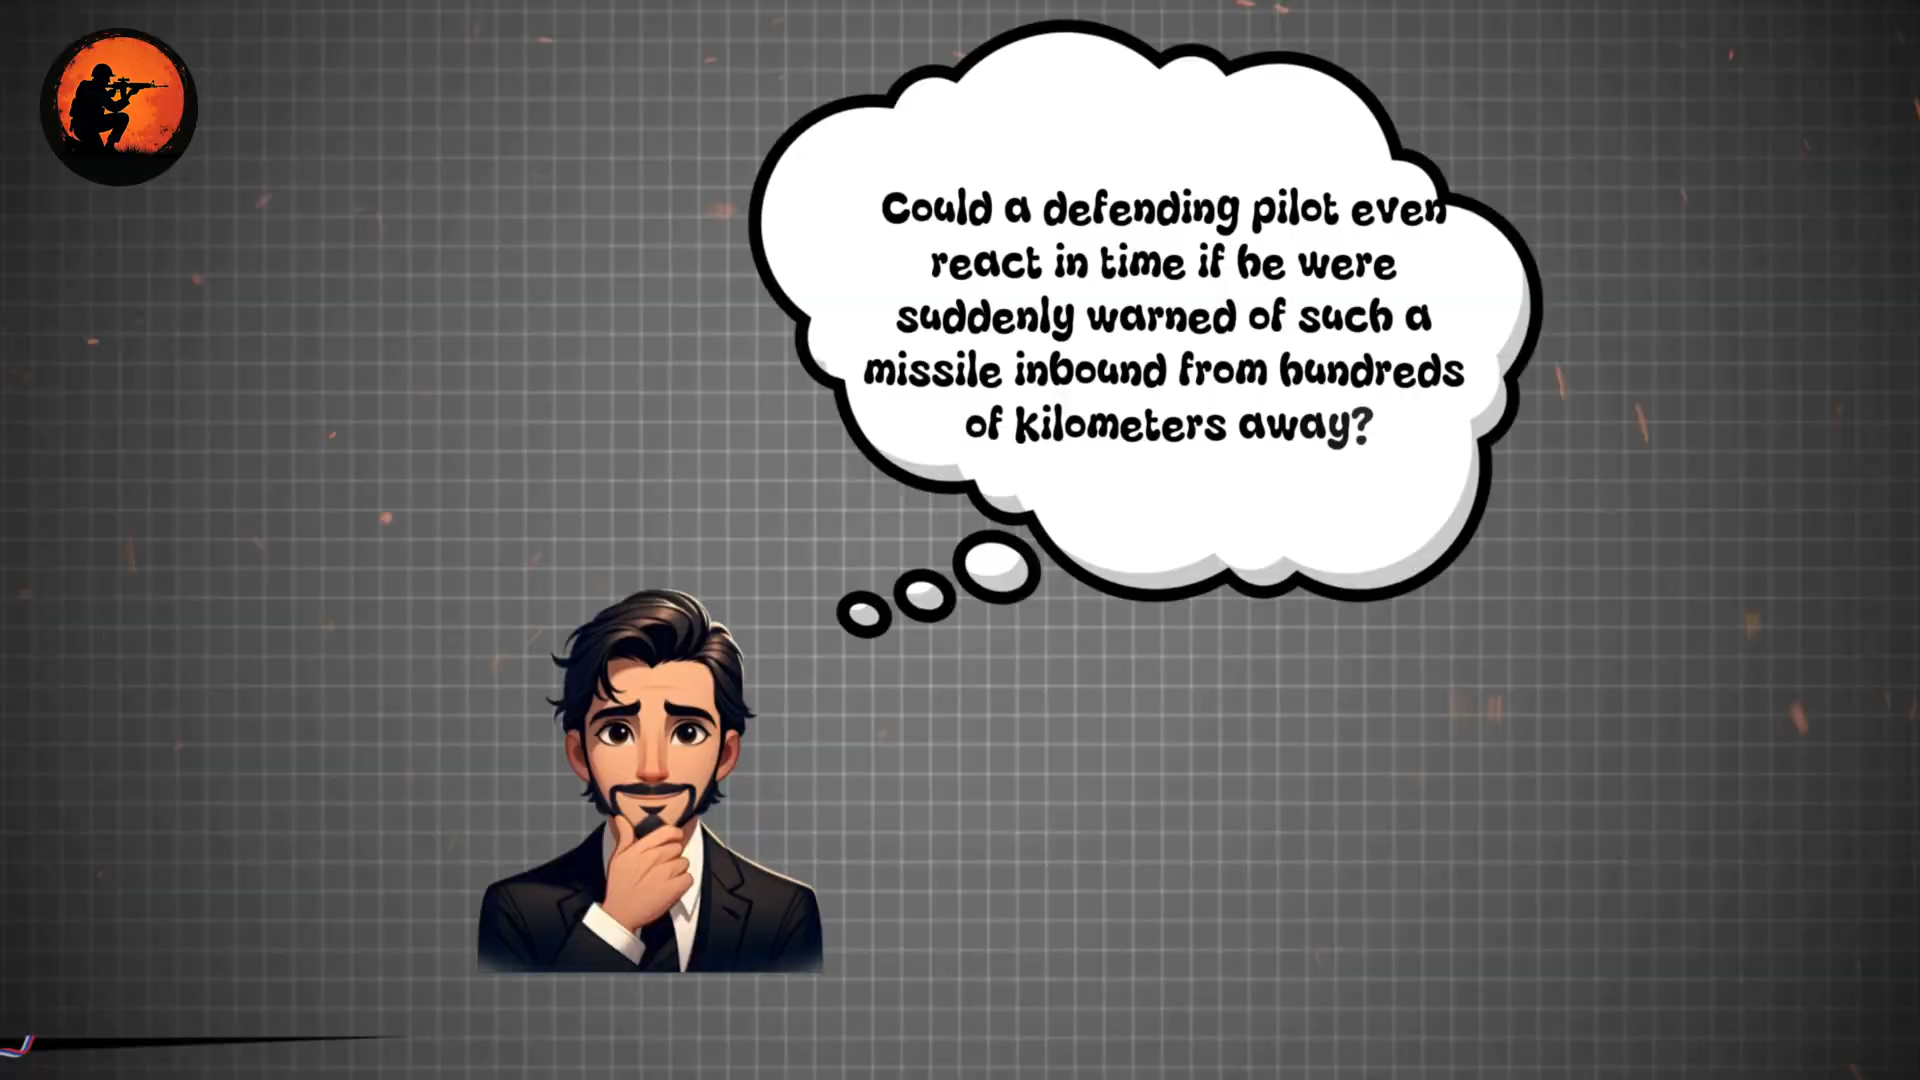 Could a defending pilot even
react in time if he were
suddenly warned of such a
missile inbound from hundreds
of kilometers away?